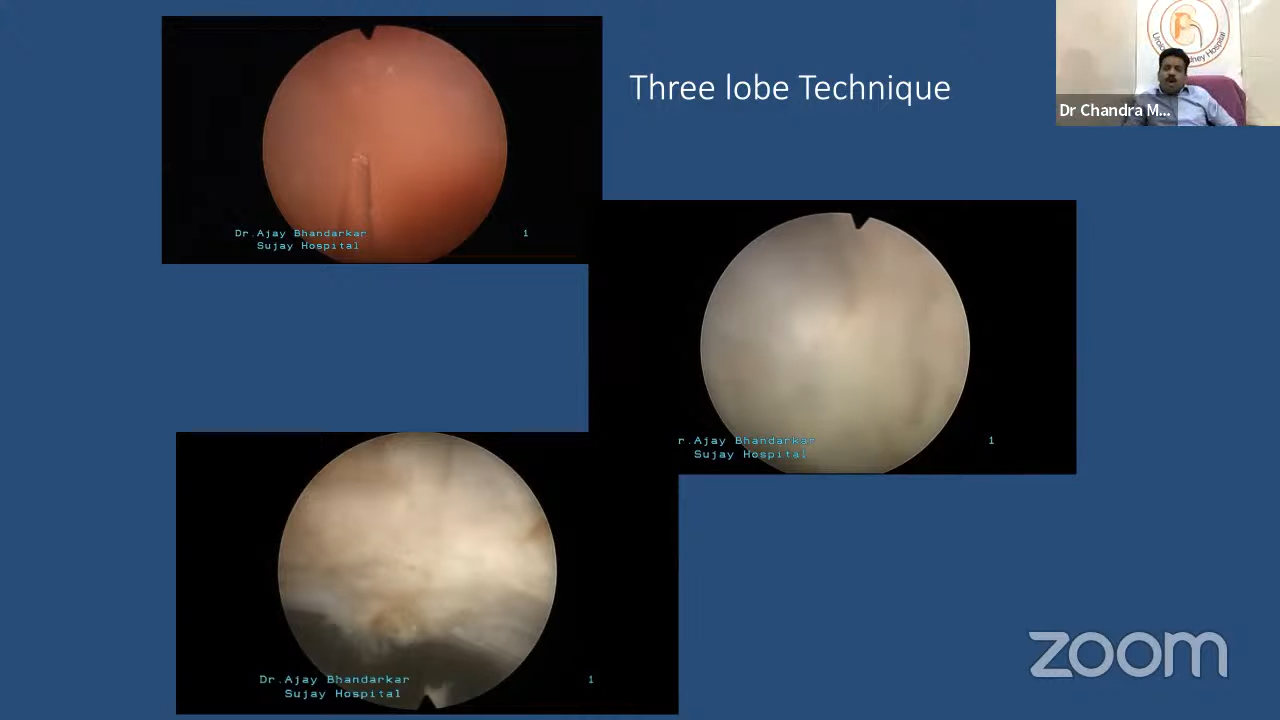 Three lobe Technique
Dr Chandra M...
Dr.Ajay Bhandarkar
Sujay Hospital
1
r.Ajay Bhandarkar
Sujay Hospital
1
Dr.Ajay Bhandarkar
Sujay Hospital
1
zoom